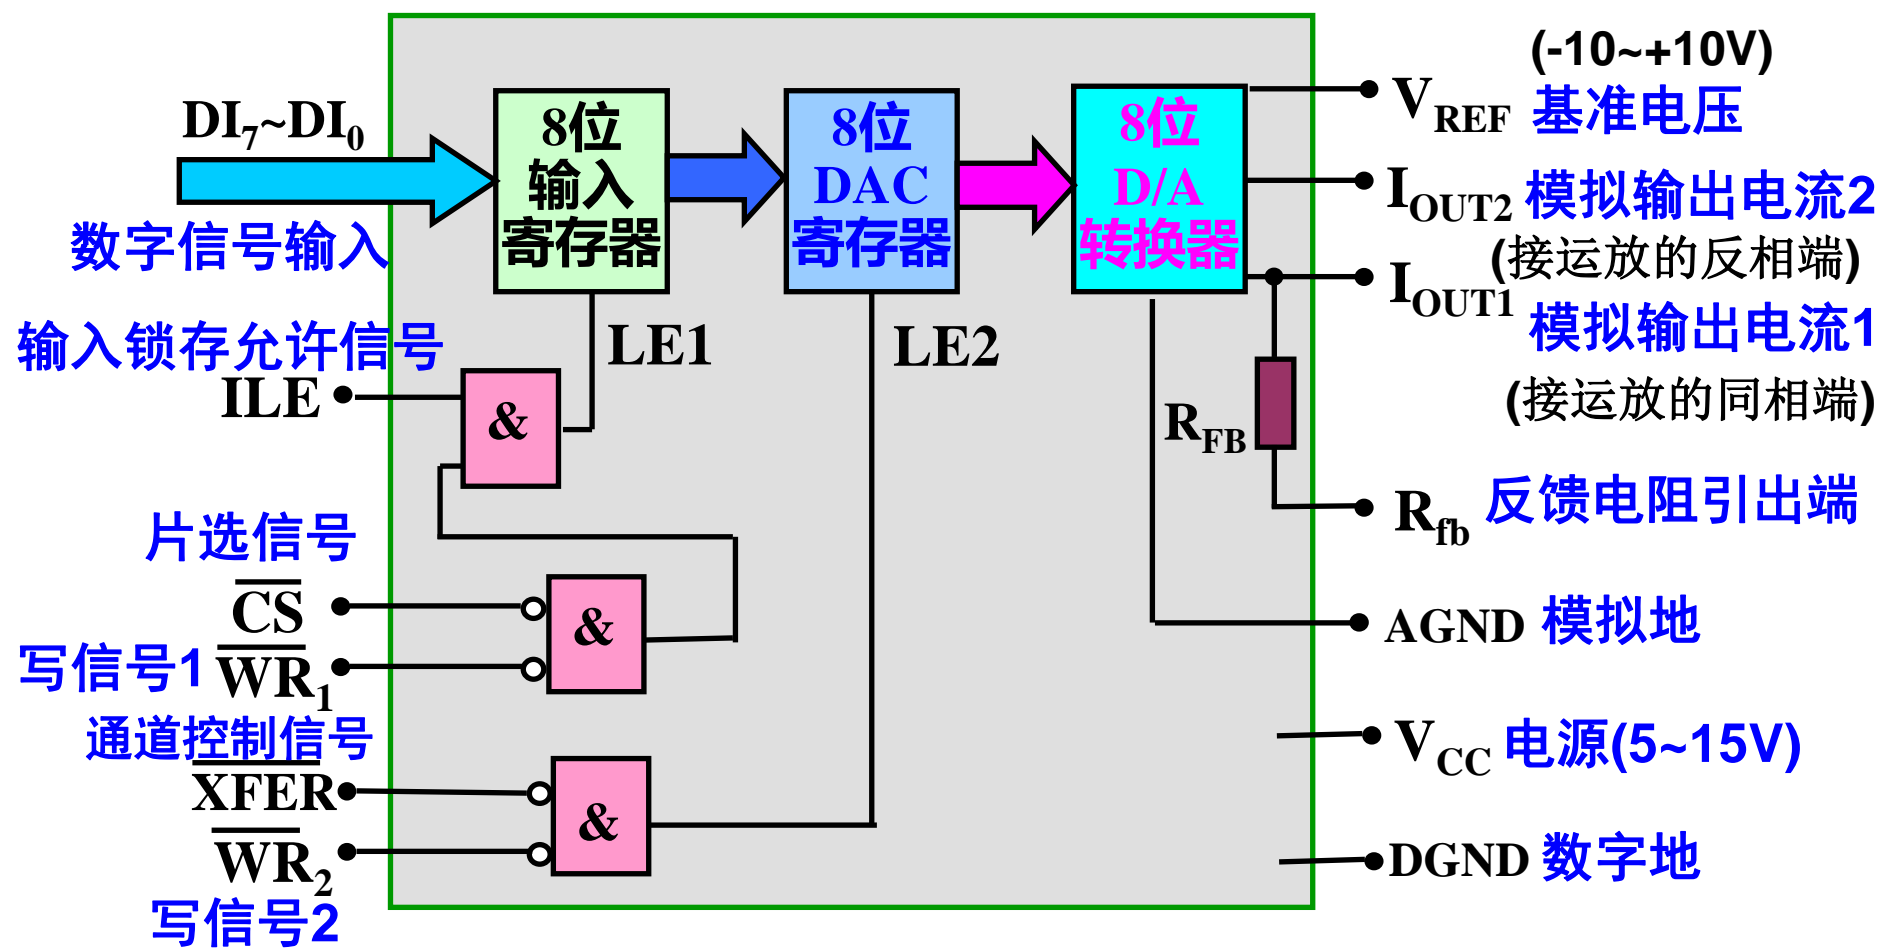 (-10~+10V)
DI7~DI0
数字信号输入
8位
输入
寄存器
8位
DAC
寄存器
8位
D/A
转换器
VREF 基准电压
IOUT2 模拟输出电流2
(接运放的反相端)
IOUT1 模拟输出电流1
(接运放的同相端)
输入锁存允许信号
ILE
&
LE1
LE2
RFB
Rfb 反馈电阻引出端
片选信号
C̅S̅
&
写信号1 W̅R̅1
AGND 模拟地
通道控制信号
X̅F̅E̅R̅
&
W̅R̅2
写信号2
VCC 电源(5~15V)
DGND 数字地